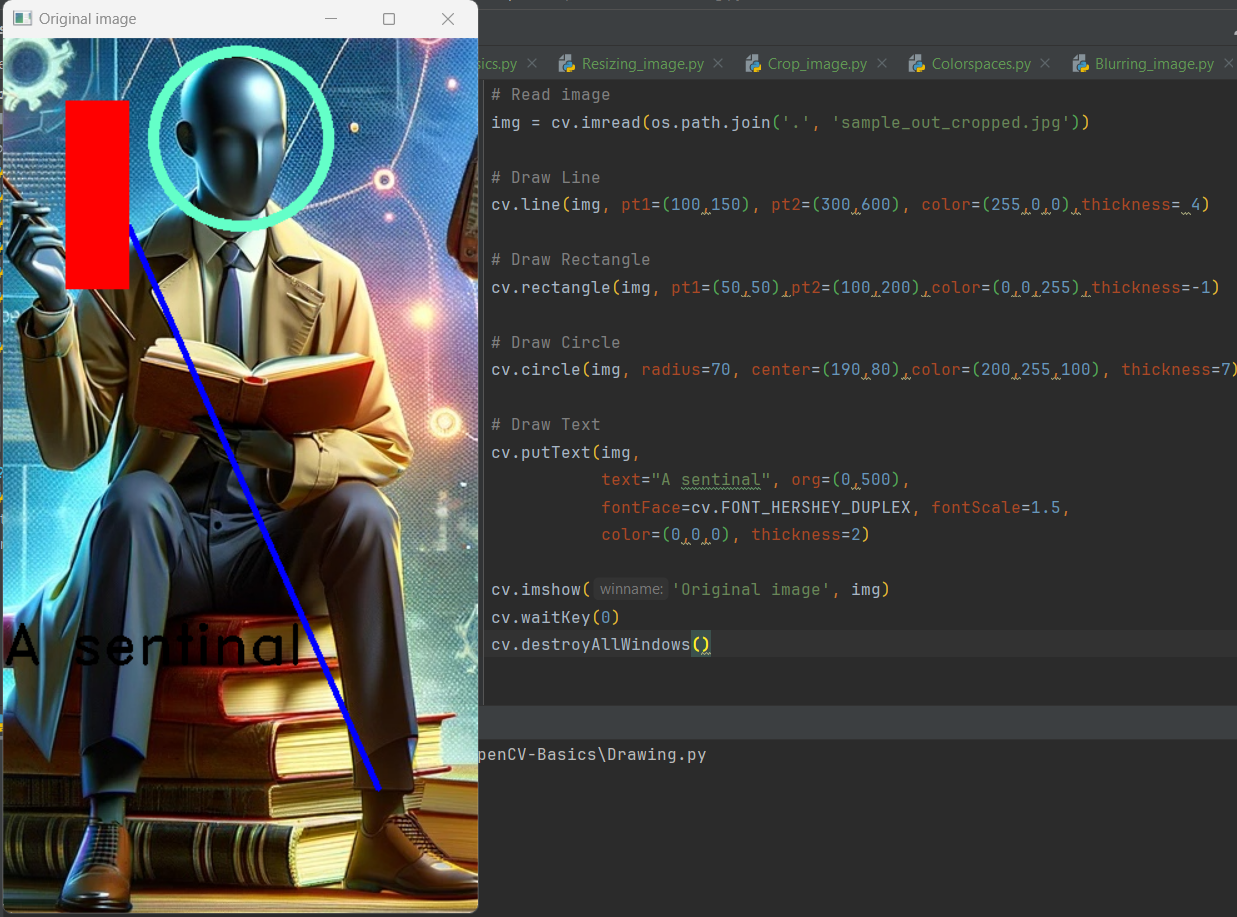 Original image
sics.py
Resizing_image.py
Crop_image.py
Colorspaces.py
Blurring_image.py
# Read image
img = cv.imread(os.path.join('.', 'sample_out_cropped.jpg'))
# Draw Line
cv.line(img, pt1=(100,150), pt2=(300,600), color=(255,0,0),thickness= 4)
# Draw Rectangle
cv.rectangle(img, pt1=(50,50),pt2=(100,200),color=(0,0,255),thickness=-1)
# Draw Circle
cv.circle(img, radius=70, center=(190,80),color=(200,255,100), thickness=7)
# Draw Text
cv.putText(img,
text="A sentinal", org=(0,500),
fontFace=cv.FONT_HERSHEY_DUPLEX, fontScale=1.5,
color=(0,0,0), thickness=2)
cv.imshow( winname: 'Original image', img)
cv.waitKey(0)
cv.destroyAllWindows()
A sentinal
penCV-Basics\Drawing.py